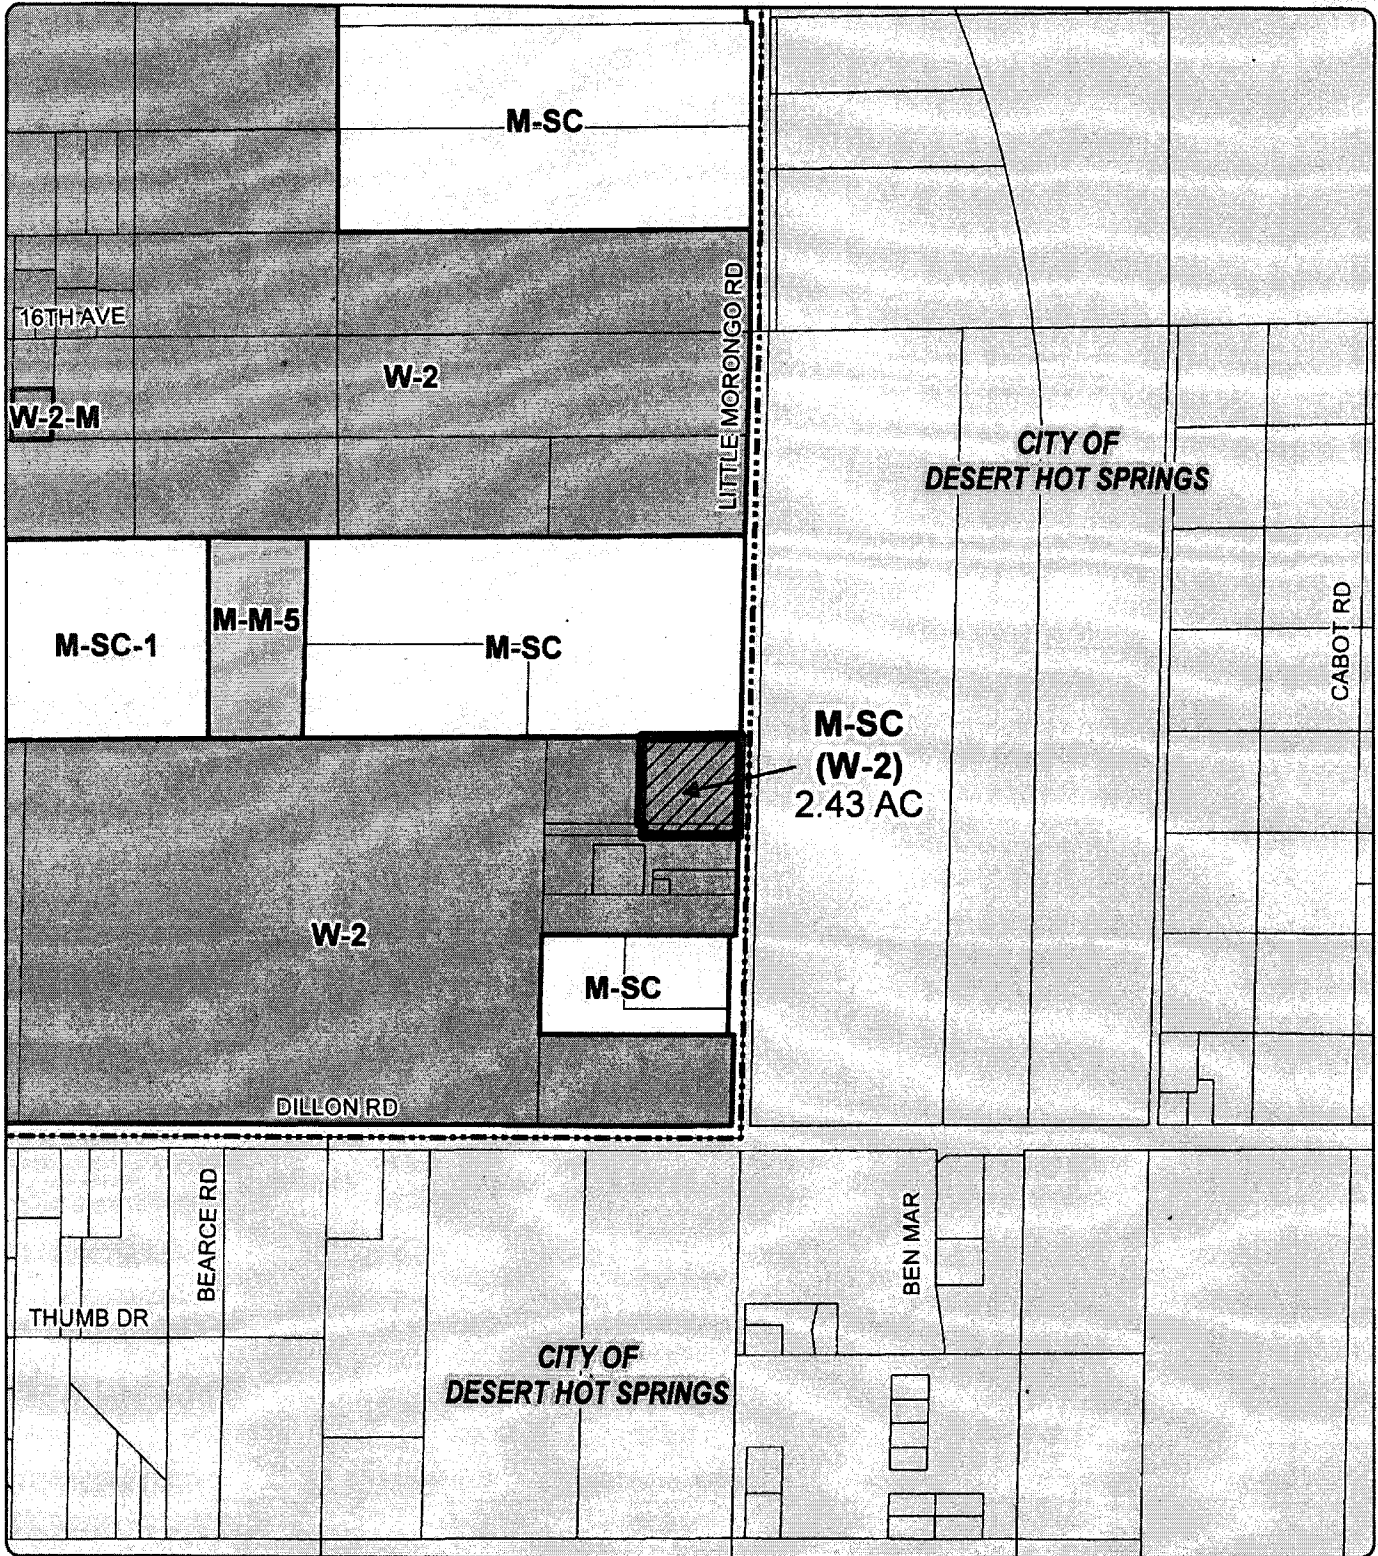 M-SC
16TH AVE
W-2
W-2-M
LITTLE MORONGO RD
CITY OF
DESERT HOT SPRINGS
M-SC-1
M-M-5
M-SC
CABOT RD
M-SC
(W-2)
2.43 AC
W-2
M-SC
DILLON RD
BEARCE RD
BEN MAR
THUMB DR
CITY OF
DESERT HOT SPRINGS